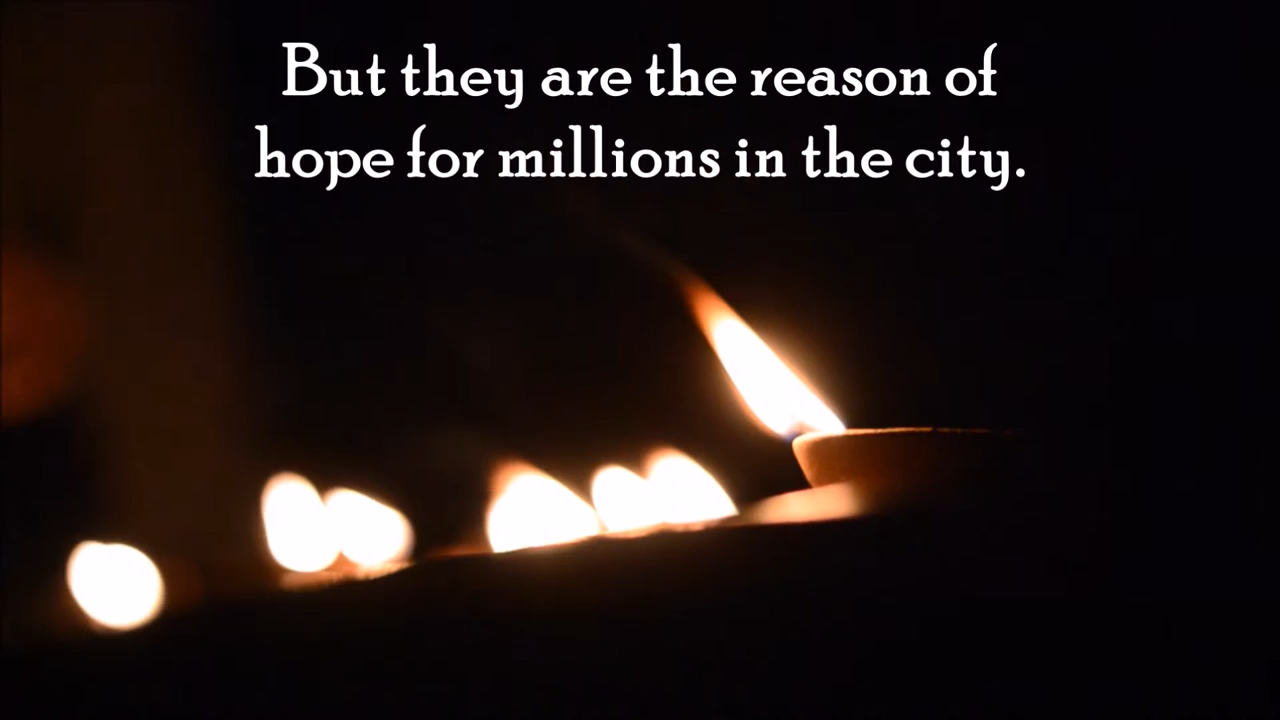 But they are the reason of
hope for millions in the city.